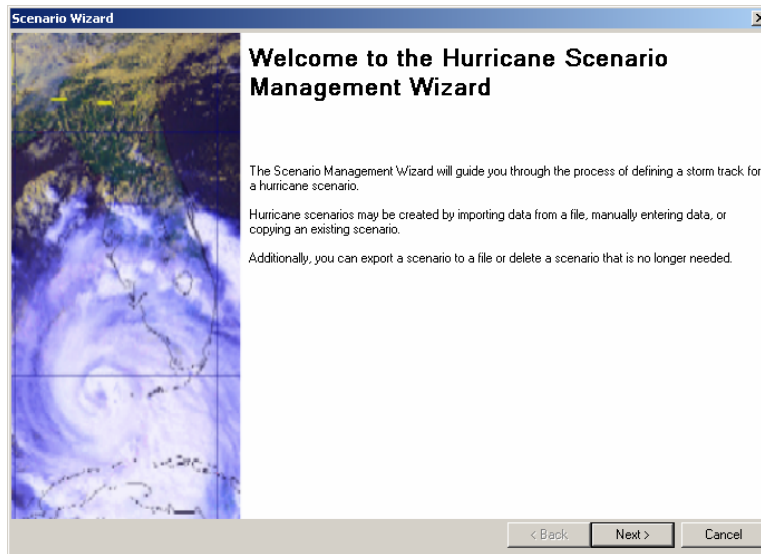 Scenario Wizard
Welcome to the Hurricane Scenario
Management Wizard
The Scenario Management Wizard will guide you through the process of defining a storm track for
a hurricane scenario.
Hurricane scenarios may be created by importing data from a file, manually entering data, or
copying an existing scenario.
Additionally, you can export a scenario to a file or delete a scenario that is no longer needed.
< Back
Next >
Cancel